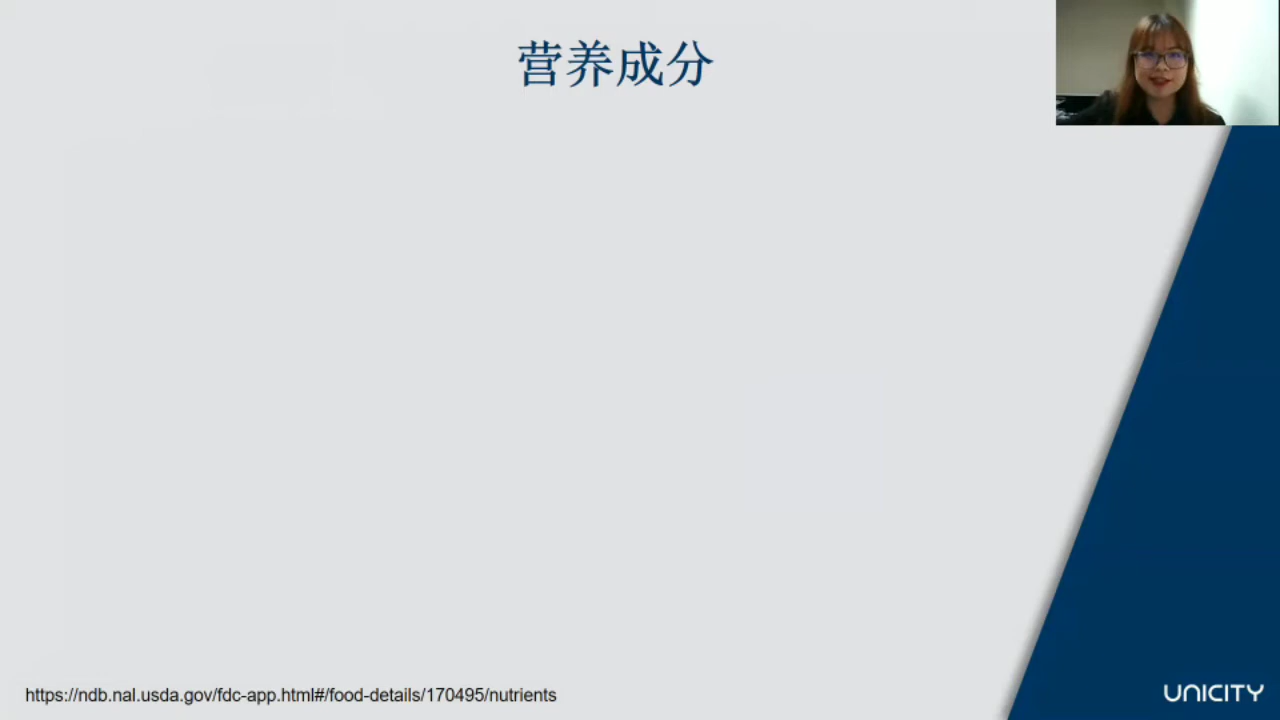 营养成分
https://ndb.nal.usda.gov/fdc-app.html#/food-details/170495/nutrients
UNICITY